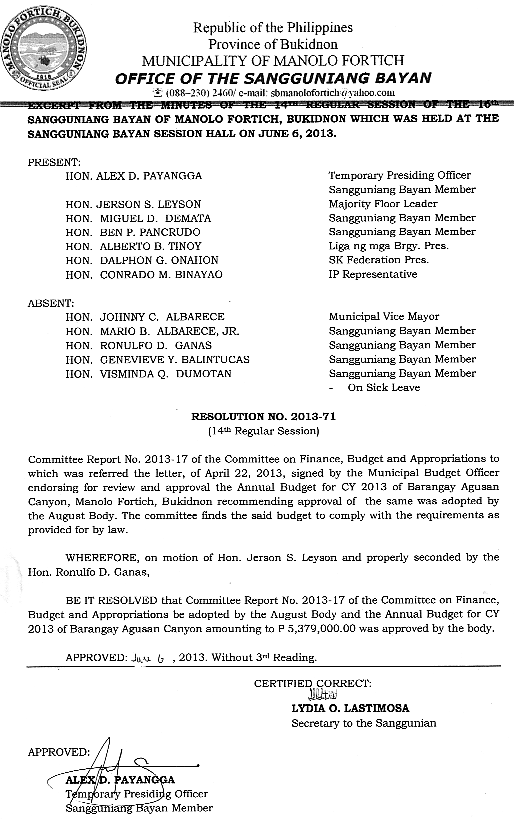 MANOLO FORTICH, BUKIDNON
OFFICIAL SEAL
Republic of the Philippines
Province of Bukidnon
MUNICIPALITY OF MANOLO FORTICH
OFFICE OF THE SANGGUNIANG BAYAN
(088-230) 2460/ e-mail: sbmanolofortich@yahoo.com
EXCERPT FROM THE MINUTES OF THE 14th REGULAR SESSION OF THE 16th
SANGGUNIANG BAYAN OF MANOLO FORTICH, BUKIDNON WHICH WAS HELD AT THE
SANGGUNIANG BAYAN SESSION HALL ON JUNE 6, 2013.
PRESENT:
HON. ALEX D. PAYANGGA Temporary Presiding Officer
Sangguniang Bayan Member
HON. JERSON S. LEYSON Majority Floor Leader
HON. MIGUEL D. DEMATA Sangguniang Bayan Member
HON. BEN P. PANCRUDO Sangguniang Bayan Member
HON. ALBERTO B. TINOY Liga ng mga Brgy. Pres.
HON. DALPHON G. ONAHON SK Federation Pres.
HON. CONRADO M. BINAYAO IP Representative
ABSENT:
HON. JOHNNY C. ALBARECE Municipal Vice Mayor
HON. MARIO B. ALBARECE, JR. Sangguniang Bayan Member
HON. RONULFO D. GANAS Sangguniang Bayan Member
HON. GENEVIEVE Y. BALINTUCAS Sangguniang Bayan Member
HON. VISMINDA Q. DUMOTAN Sangguniang Bayan Member
- On Sick Leave
RESOLUTION NO. 2013-71
(14th Regular Session)
Committee Report No. 2013-17 of the Committee on Finance, Budget and Appropriations to
which was referred the letter, of April 22, 2013, signed by the Municipal Budget Officer
endorsing for review and approval the Annual Budget for CY 2013 of Barangay Agusan
Canyon, Manolo Fortich, Bukidnon recommending approval of the same was adopted by
the August Body. The committee finds the said budget to comply with the requirements as
provided for by law.
WHEREFORE, on motion of Hon. Jerson S. Leyson and properly seconded by the
Hon. Ronulfo D. Ganas,
BE IT RESOLVED that Committee Report No. 2013-17 of the Committee on Finance,
Budget and Appropriations be adopted by the August Body and the Annual Budget for CY
2013 of Barangay Agusan Canyon amounting to P 5,379,000.00 was approved by the body.
APPROVED: June 6, 2013. Without 3rd Reading.
CERTIFIED CORRECT:
LYDIA O. LASTIMOSA
Secretary to the Sanggunian
APPROVED:
ALEX D. PAYANGGA
Temporary Presiding Officer
Sangguniang Bayan Member